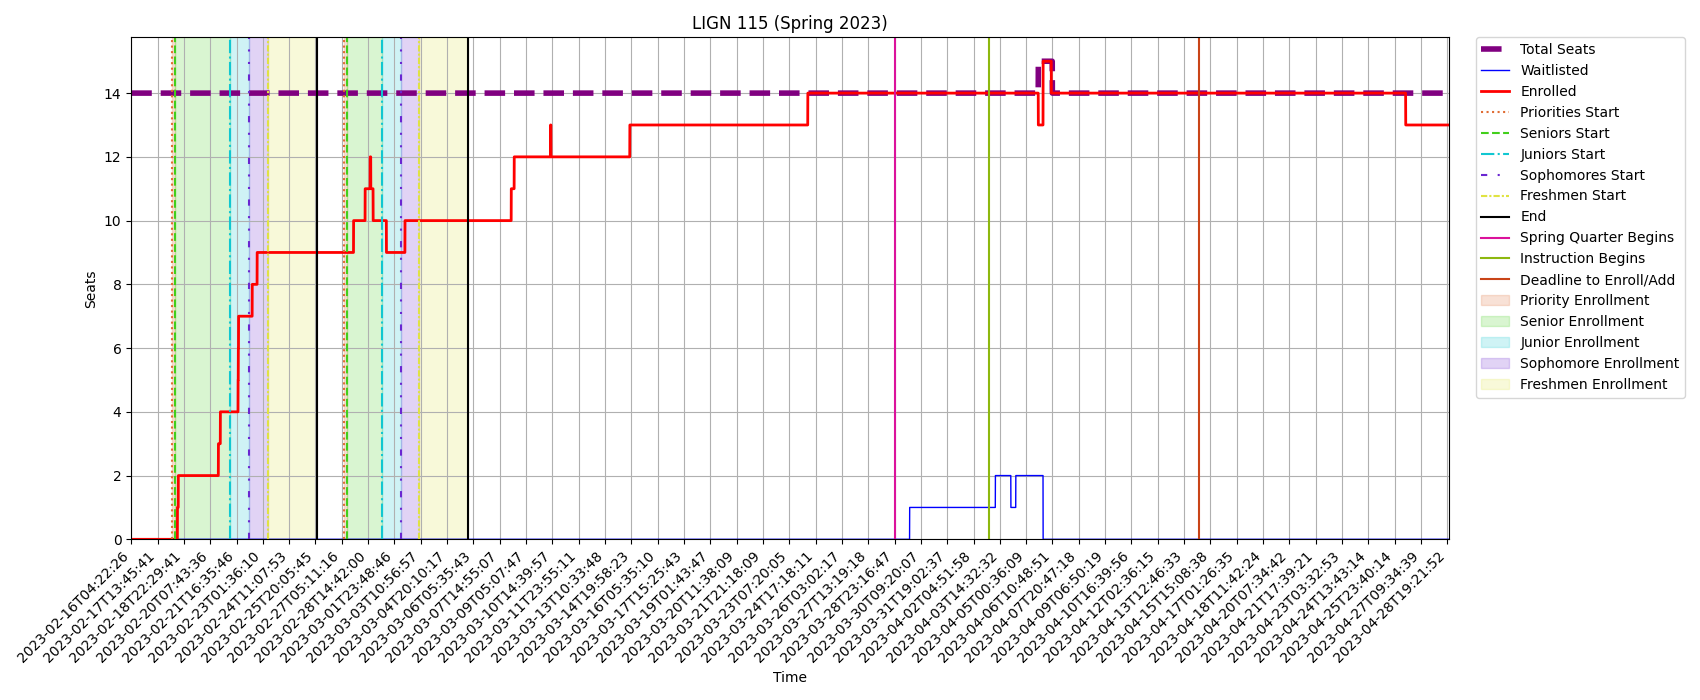 LIGN 115 (Spring 2023)
Seats
14
12
10
8
6
4
2
0
2023-02-16T04:22:26
2023-02-17T13:45:41
2023-02-18T22:29:41
2023-02-20T07:43:36
2023-02-21T16:35:46
2023-02-23T01:36:10
2023-02-24T11:07:53
2023-02-25T20:05:45
2023-02-27T05:11:16
2023-02-28T14:42:00
2023-03-01T23:48:46
2023-03-03T10:56:57
2023-03-04T20:10:17
2023-03-06T05:35:43
2023-03-07T14:55:07
2023-03-09T05:07:47
2023-03-10T14:39:57
2023-03-11T23:55:11
2023-03-13T10:33:48
2023-03-14T19:58:23
2023-03-16T05:35:10
2023-03-17T15:25:43
2023-03-19T01:43:47
2023-03-20T11:38:09
2023-03-21T21:18:09
2023-03-23T07:20:05
2023-03-24T17:18:11
2023-03-26T03:02:17
2023-03-27T13:19:18
2023-03-28T23:16:47
2023-03-30T09:20:07
2023-03-31T19:02:37
2023-04-02T04:51:58
2023-04-03T14:32:32
2023-04-05T00:36:09
2023-04-06T10:48:51
2023-04-07T20:47:18
2023-04-09T06:50:19
2023-04-10T16:39:56
2023-04-12T02:36:15
2023-04-13T12:46:33
2023-04-15T15:08:38
2023-04-17T01:26:35
2023-04-18T11:42:24
2023-04-20T07:34:42
2023-04-21T17:39:21
2023-04-23T03:32:53
2023-04-24T13:43:14
2023-04-25T23:40:14
2023-04-27T09:34:39
2023-04-28T19:21:52
Time
Total Seats
Waitlisted
Enrolled
Priorities Start
Seniors Start
Juniors Start
Sophomores Start
Freshmen Start
End
Spring Quarter Begins
Instruction Begins
Deadline to Enroll/Add
Priority Enrollment
Senior Enrollment
Junior Enrollment
Sophomore Enrollment
Freshmen Enrollment